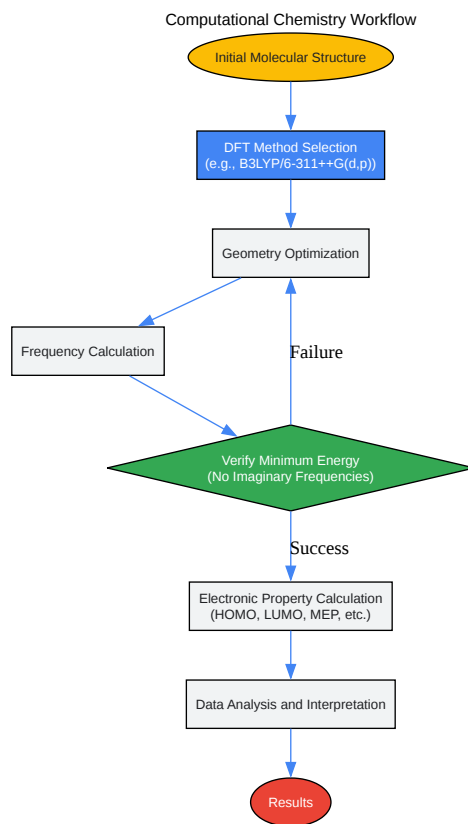 Computational Chemistry Workflow
Initial Molecular Structure
DFT Method Selection
(e.g., B3LYP/6-311++G(d,p))
Geometry Optimization
Frequency Calculation
Failure
Verify Minimum Energy
(No Imaginary Frequencies)
Success
Electronic Property Calculation
(HOMO, LUMO, MEP, etc.)
Data Analysis and Interpretation
Results